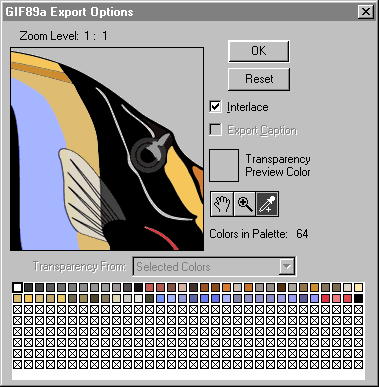 GIF89a Export Options
Zoom Level: 1 : 1
OK
Reset
Interlace
Export Caption
Transparency
Preview Color
Colors in Palette: 64
Transparency From: Selected Colors